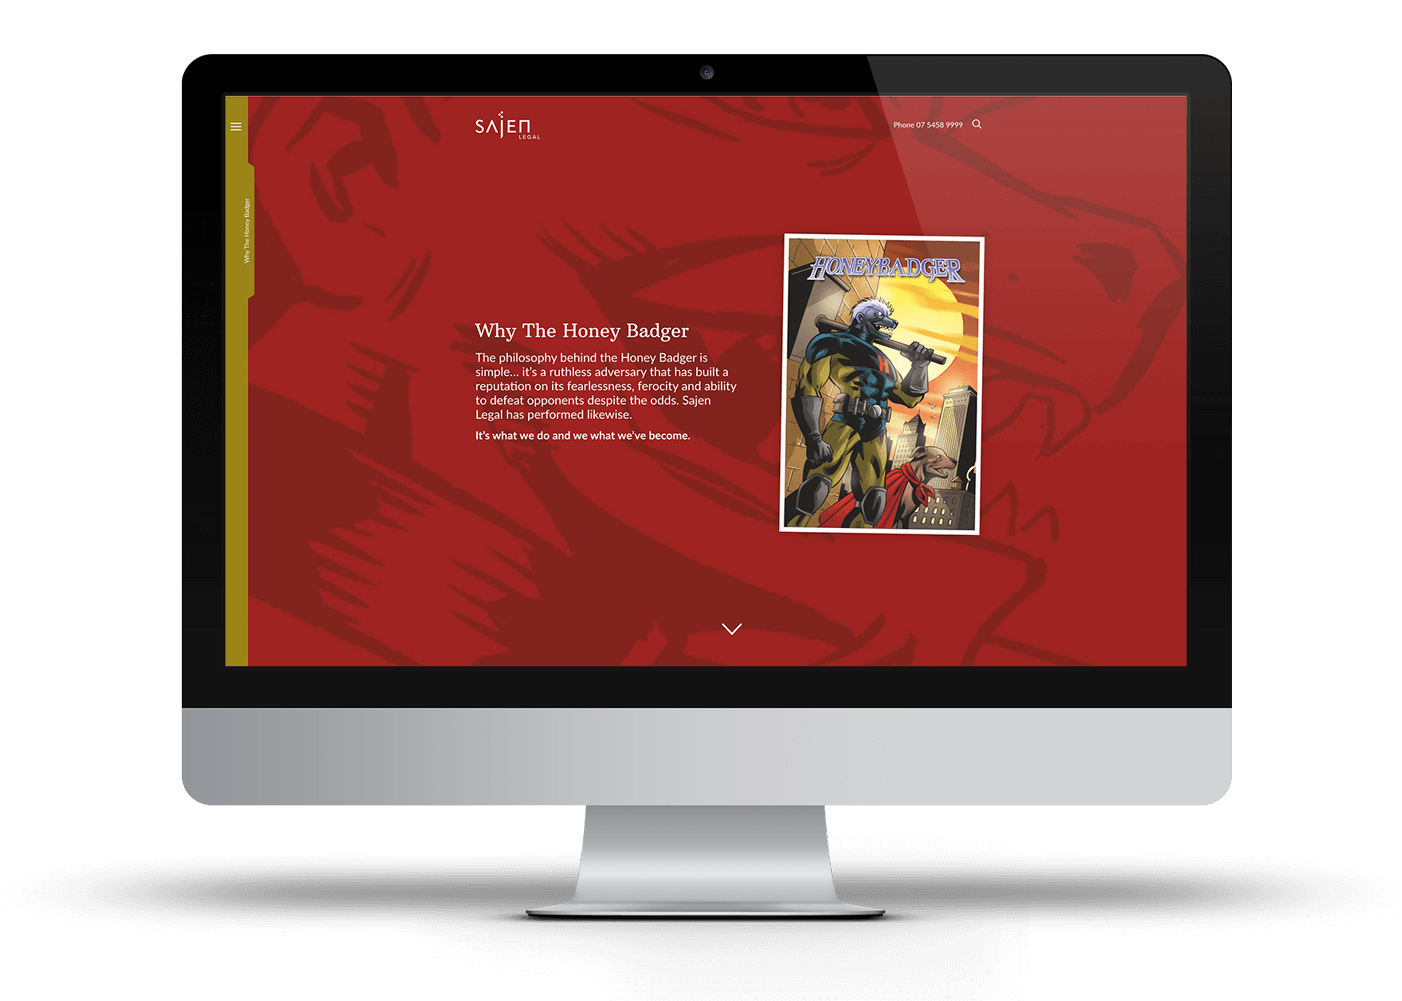 SAJEN
LEGAL
Phone 07 5458 9999
Why The Honey Badger
HONEYBADGER
H
Why The Honey Badger
The philosophy behind the Honey Badger is
simple... it's a ruthless adversary that has built a
reputation on its fearlessness, ferocity and ability
to defeat opponents despite the odds. Sajen
Legal has performed likewise.
It's what we do and we what we've become.